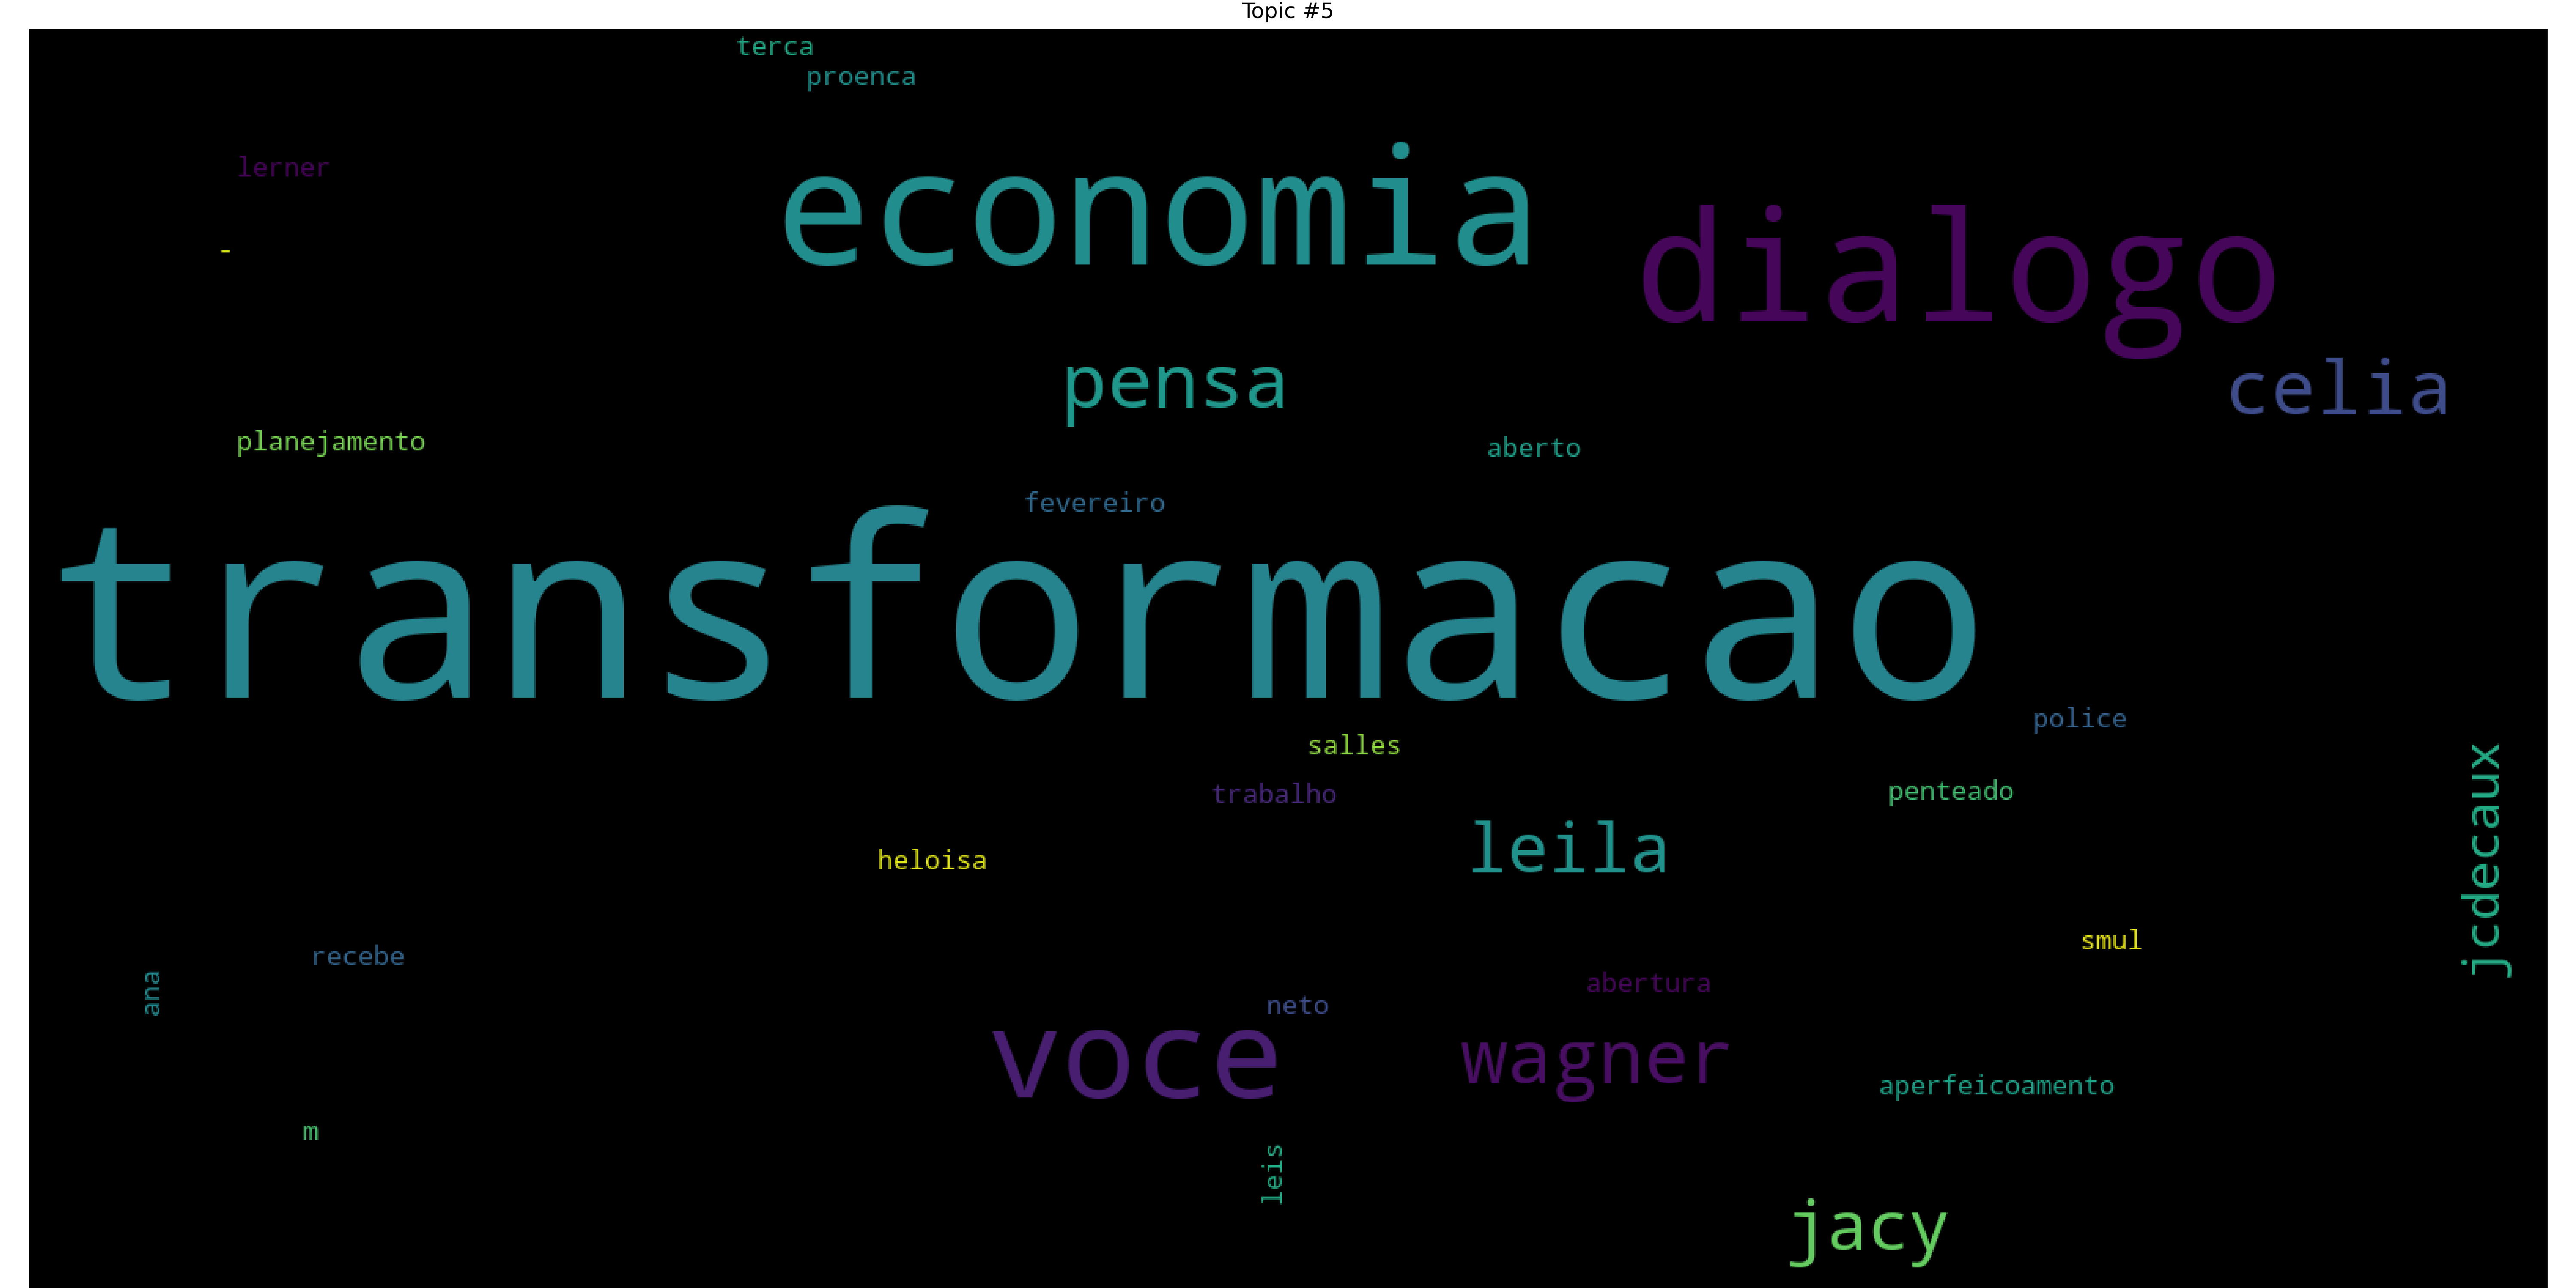 Topic #5
terca
proenca
lerner
economia
dialogo
-
pensa
celia
planejamento
aberto
fevereiro
transformacao
police
salles
trabalho
penteado
jcdecaux
leila
heloisa
smul
recebe
ana
abertura
neto
voce
wagner
aperfeicoamento
m
leis
jacy